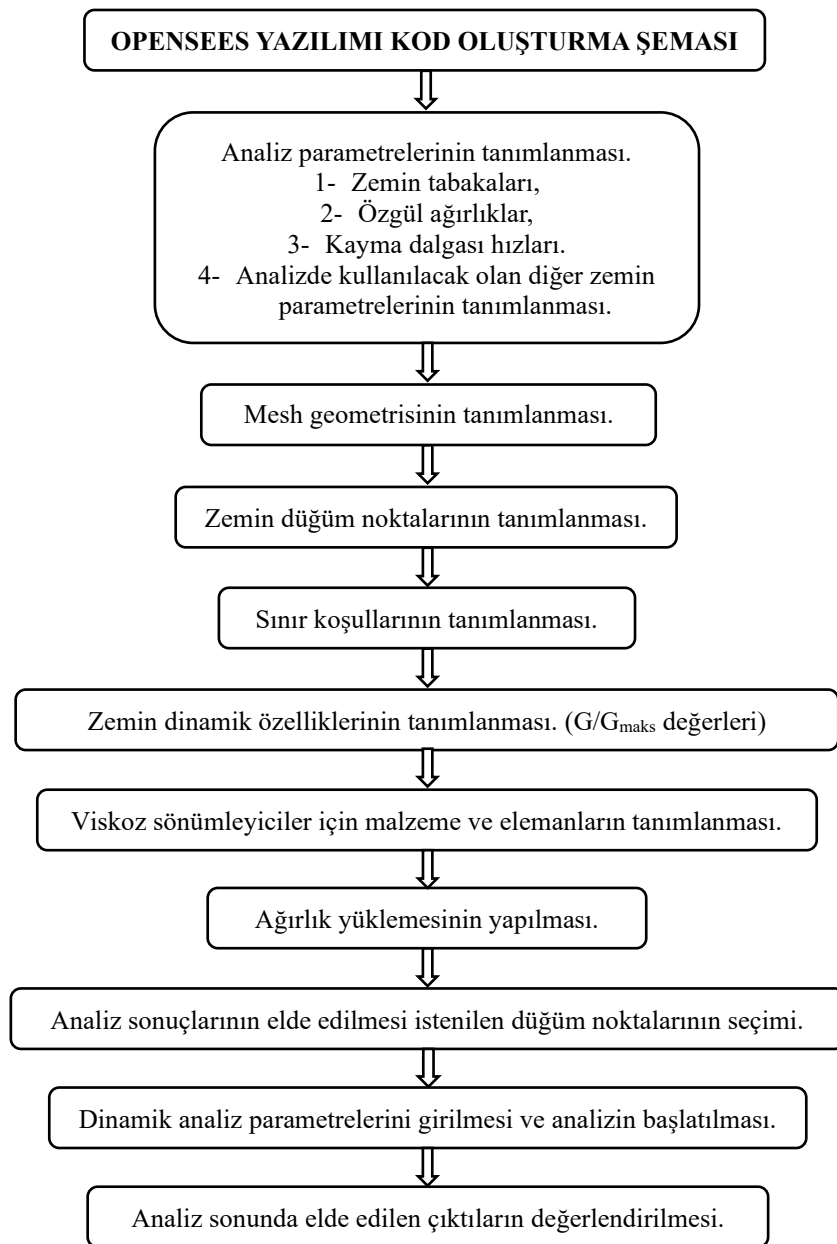 OPENSEES YAZILIMI KOD OLUŞTURMA ŞEMASI
Analiz parametrelerinin tanımlanması.
1- Zemin tabakaları,
2- Özgül ağırlıklar,
3- Kayma dalgası hızları.
4- Analizde kullanılacak olan diğer zemin
parametrelerinin tanımlanması.
Mesh geometrisinin tanımlanması.
Zemin düğüm noktalarının tanımlanması.
Sınır koşullarının tanımlanması.
Zemin dinamik özelliklerinin tanımlanması. (G/Gmaks değerleri)
Viskoz sönümleyiciler için malzeme ve elemanların tanımlanması.
Ağırlık yüklemesinin yapılması.
Analiz sonuçlarının elde edilmesi istenilen düğüm noktalarının seçimi.
Dinamik analiz parametrelerini girilmesi ve analizin başlatılması.
Analiz sonunda elde edilen çıktıların değerlendirilmesi.